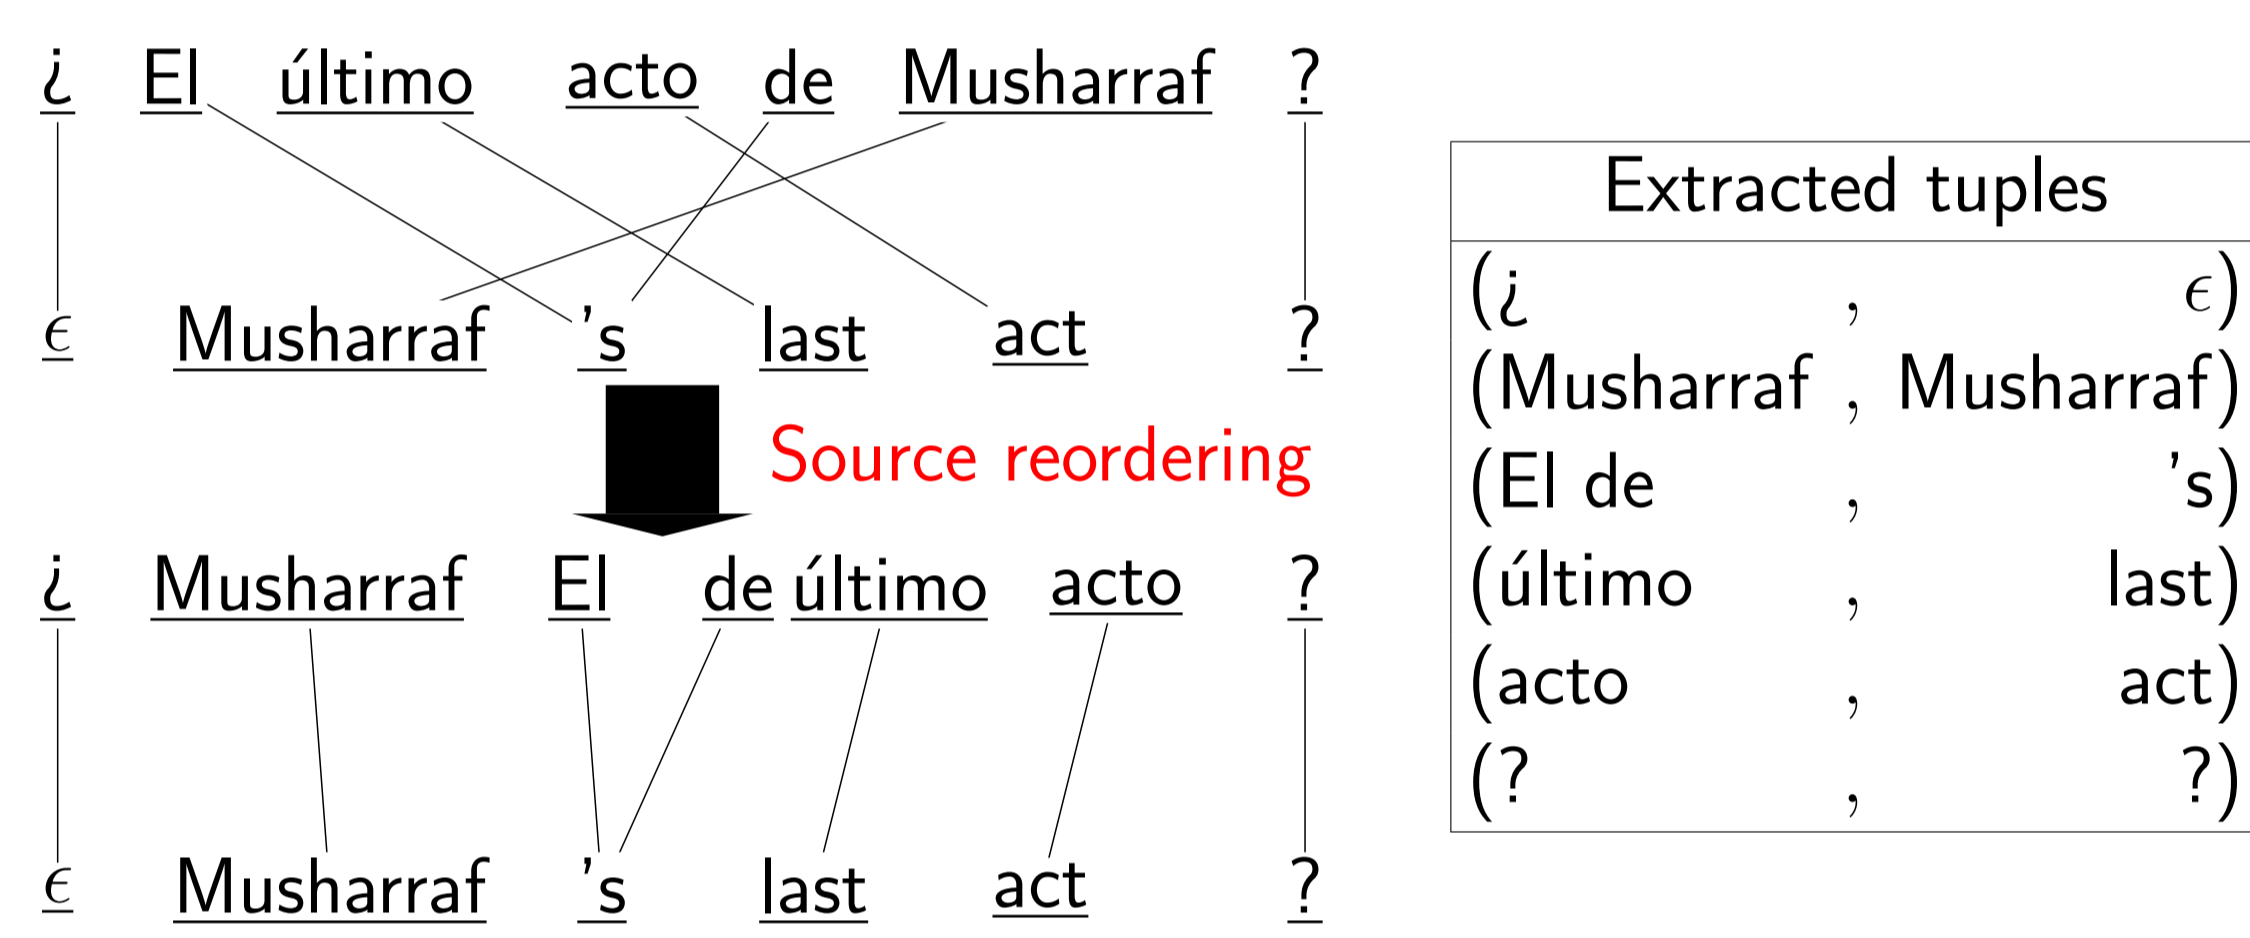 ¿ El último acto de Musharraf ?
ϵ Musharraf 's last act ?
Source reordering
¿ Musharraf El de último acto ?
ϵ Musharraf 's last act ?
Extracted tuples
(¿ , ϵ)
(Musharraf , Musharraf)
(El de , 's)
(último , last)
(acto , act)
(? , ?)